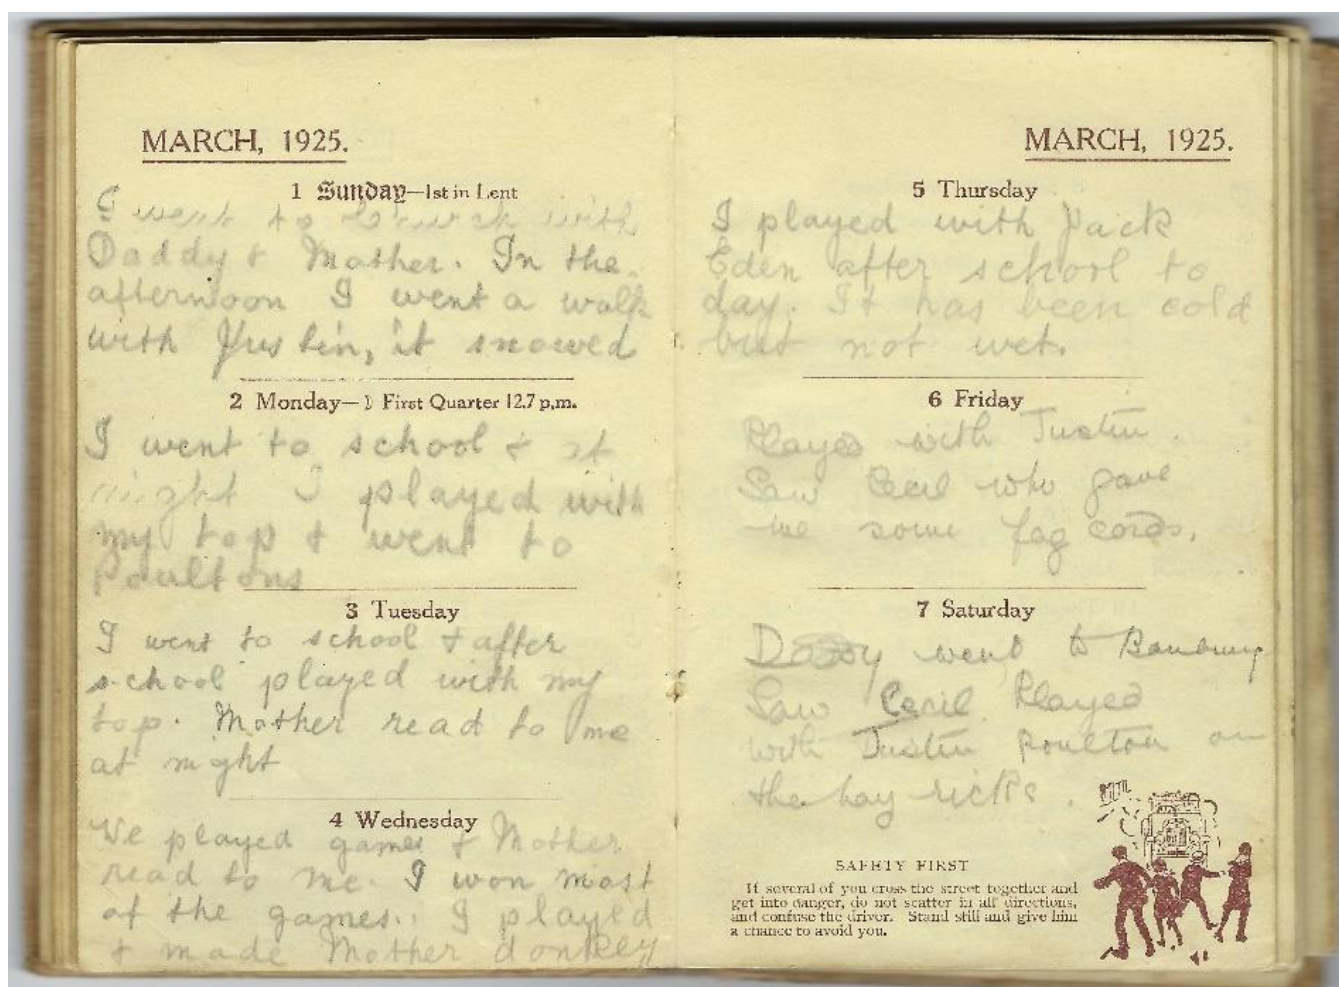 MARCH, 1925.
1 Sunday—1st in Lent
I went to Church with
Daddy & Mother. In the
afternoon I went a walk
with Justin, it snowed
2 Monday—☽ First Quarter 12.7 p.m.
I went to school & at
night I played with
my top & went to
Poultons
3 Tuesday
I went to school & after
school played with my
top. Mother read to me
at night
4 Wednesday
We played games & Mother
read to me. I won most
of the games. I played
& made Mother donkey
MARCH, 1925.
5 Thursday
I played with Jack
Eden after school to
day. It has been cold
but not wet.
6 Friday
Played with Justin.
Saw Cecil who gave
me some fag cards.
7 Saturday
Daddy went to Banbury
Saw Cecil. Played
with Justin Poulton on
the hay ricks.
SAFETY FIRST
If several of you cross the street together and
get into danger, do not scatter in all directions,
and confuse the driver. Stand still and give him
a chance to avoid you.